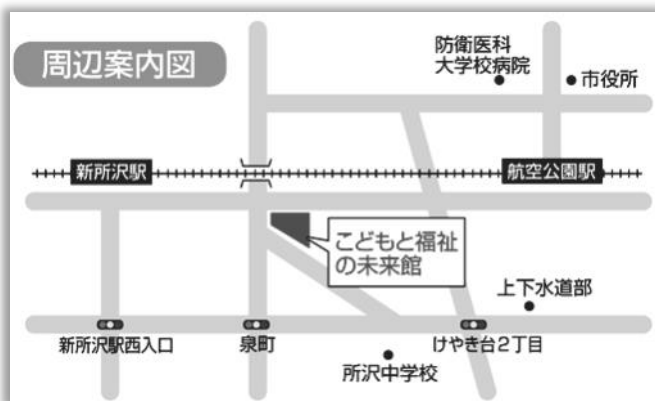 周辺案内図
防衛医科
大学校病院
市役所
新所沢駅
航空公園駅
こどもと福祉
の未来館
上下水道部
新所沢駅西入口
泉町
けやき台2丁目
所沢中学校